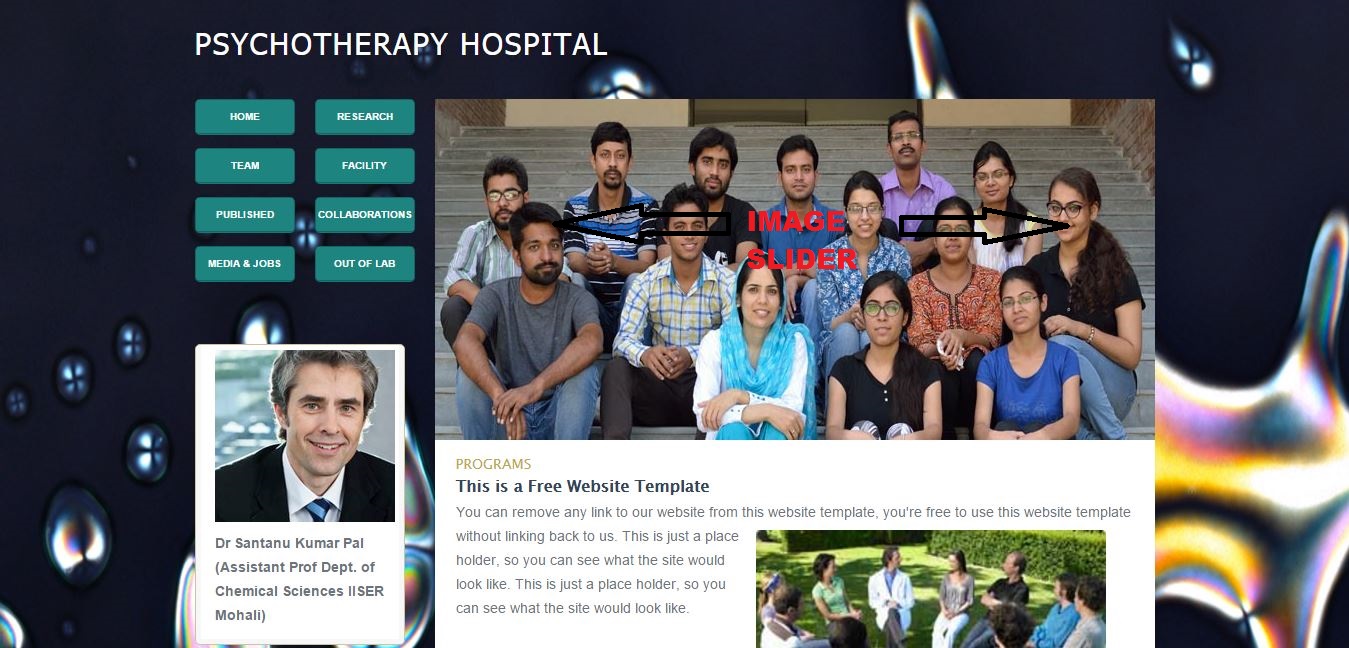 PSYCHOTHERAPY HOSPITAL
HOME
RESEARCH
TEAM
FACILITY
PUBLISHED
COLLABORATIONS
MEDIA & JOBS
OUT OF LAB
IMAGE
SLIDER
Dr Santanu Kumar Pal
(Assistant Prof Dept. of
Chemical Sciences IISER
Mohali)
PROGRAMS
This is a Free Website Template
You can remove any link to our website from this website template, you're free to use this website template
without linking back to us. This is just a place
holder, so you can see what the site would
look like. This is just a place holder, so you
can see what the site would look like.